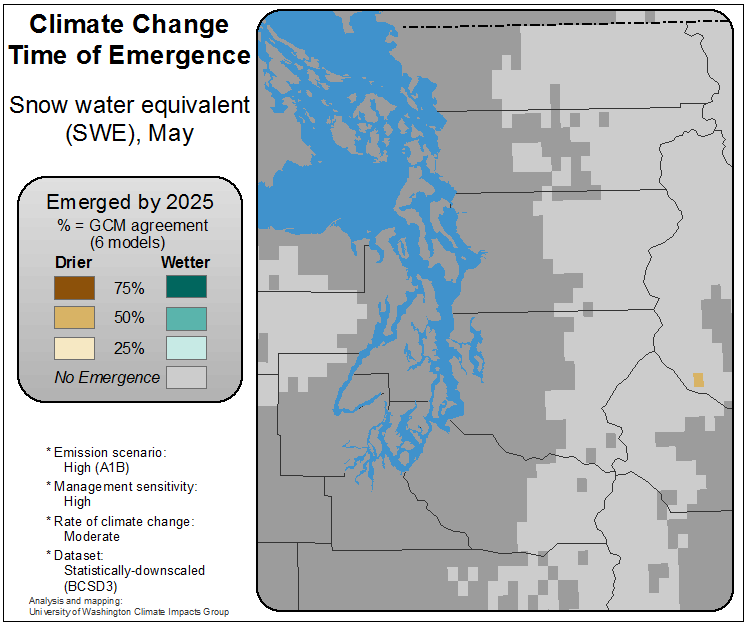 Climate Change
Time of Emergence
Snow water equivalent
(SWE), May
Emerged by 2025
% = GCM agreement
(6 models)
Drier Wetter
75%
50%
25%
No Emergence
* Emission scenario:
High (A1B)
* Management sensitivity:
High
* Rate of climate change:
Moderate
* Dataset:
Statistically-downscaled
(BCSD3)
Analysis and mapping:
University of Washington Climate Impacts Group